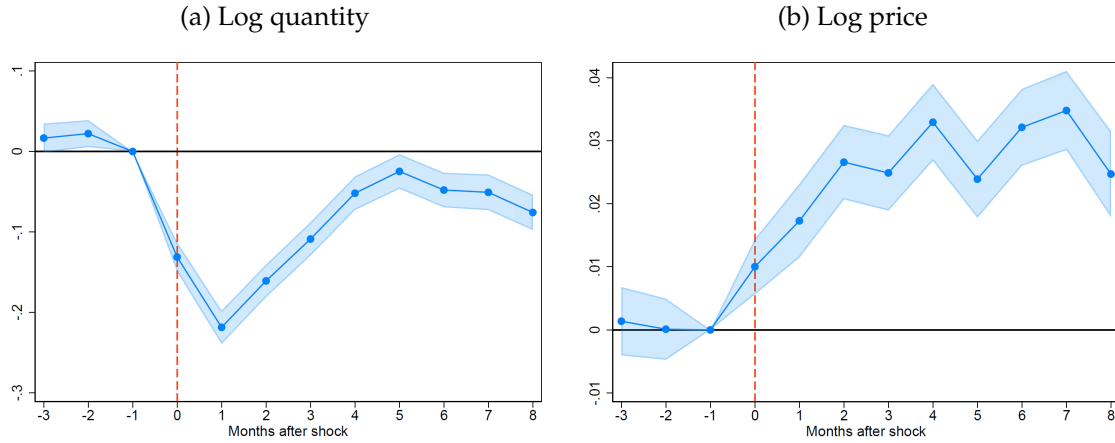 (a) Log quantity
.1
0
-.1
-.2
-.3
-3 -2 -1 0 1 2 3 4 5 6 7 8
Months after shock
(b) Log price
.04
.03
.02
.01
0
-.01
-3 -2 -1 0 1 2 3 4 5 6 7 8
Months after shock